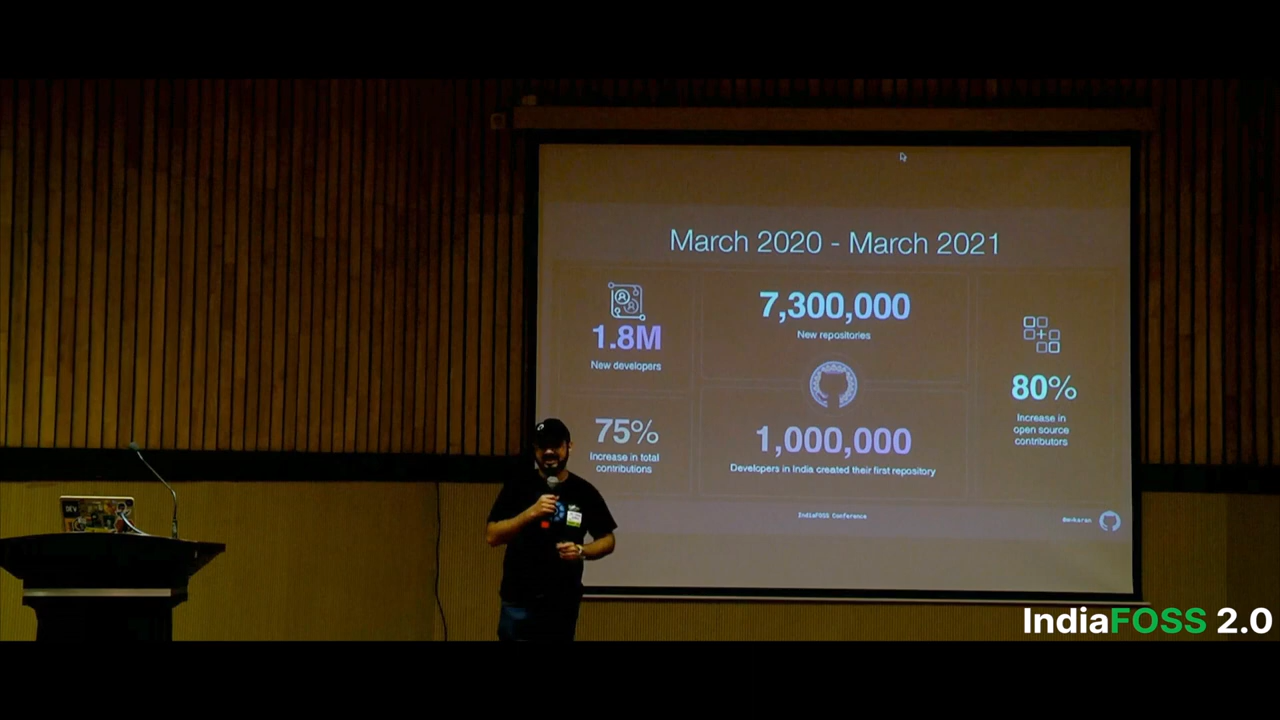 March 2020 - March 2021
1.8M
New developers
75%
Increase in total
contributions
7,300,000
New repositories
1,000,000
Developers in India created their first repository
80%
Increase in
open source
contributors
IndiaFOSS Conference
DEV
IndiaFOSS 2.0